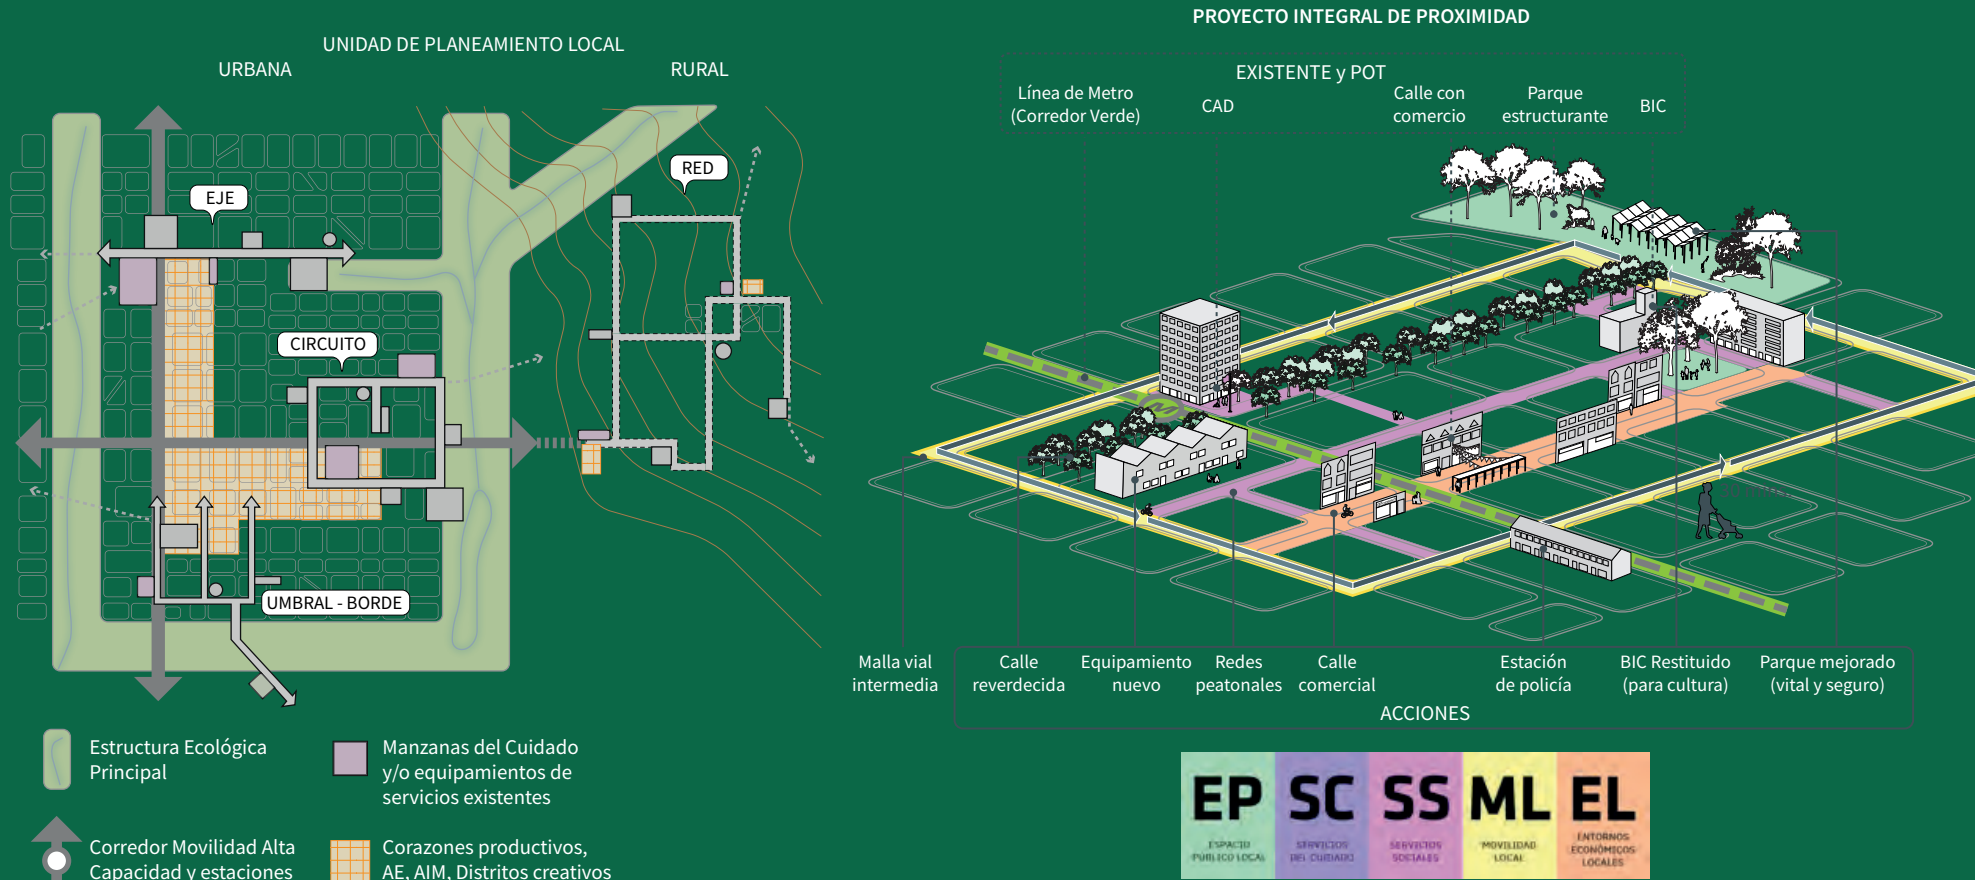 UNIDAD DE PLANEAMIENTO LOCAL
URBANA
RURAL
EJE
RED
CIRCUITO
UMBRAL - BORDE
Estructura Ecológica
Principal
Manzanas del Cuidado
y/o equipamientos de
servicios existentes
Corredor Movilidad Alta
Capacidad y estaciones
Corazones productivos,
AE, AIM, Distritos creativos
PROYECTO INTEGRAL DE PROXIMIDAD
EXISTENTE y POT
Línea de Metro
(Corredor Verde)
CAD
Calle con
comercio
Parque
estructurante
BIC
M
Malla vial
intermedia
Calle
reverdecida
Equipamiento
nuevo
Redes
peatonales
Calle
comercial
Estación
de policía
BIC Restituido
(para cultura)
Parque mejorado
(vital y seguro)
ACCIONES
EP
ESPACIO
PÚBLICO LOCAL
SC
SERVICIOS
DEL CUIDADO
SS
SERVICIOS
SOCIALES
ML
MOVILIDAD
LOCAL
EL
ENTORNOS
ECONÓMICOS
LOCALES